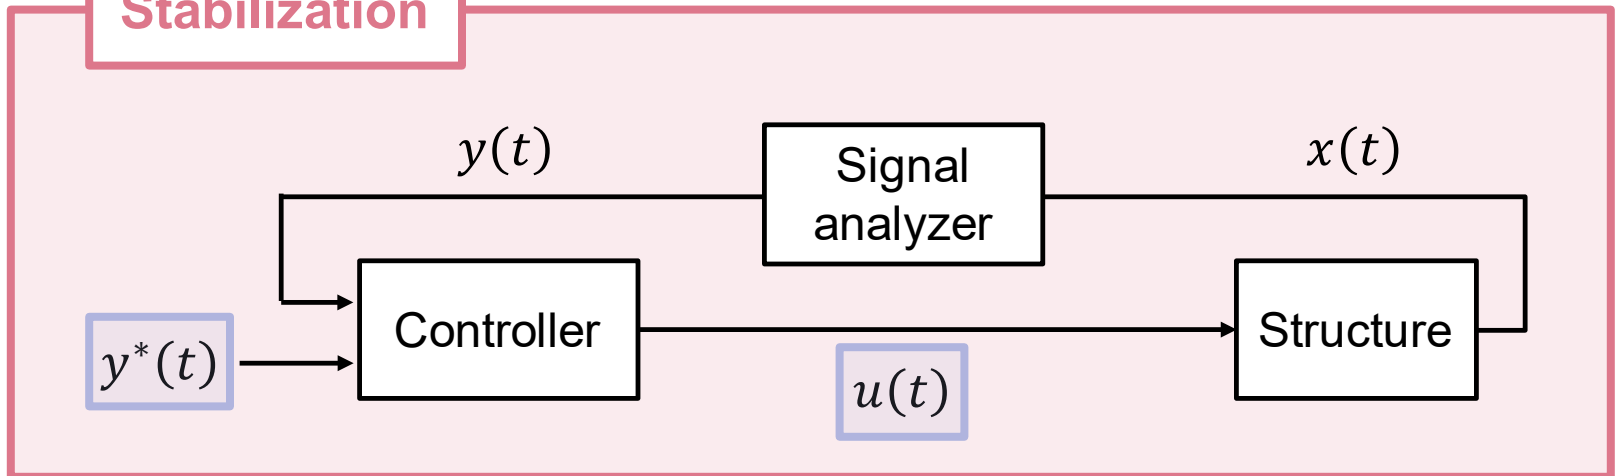 Stabilization
y(t)
Signal
analyzer
x(t)
Controller
Structure
y*(t)
u(t)